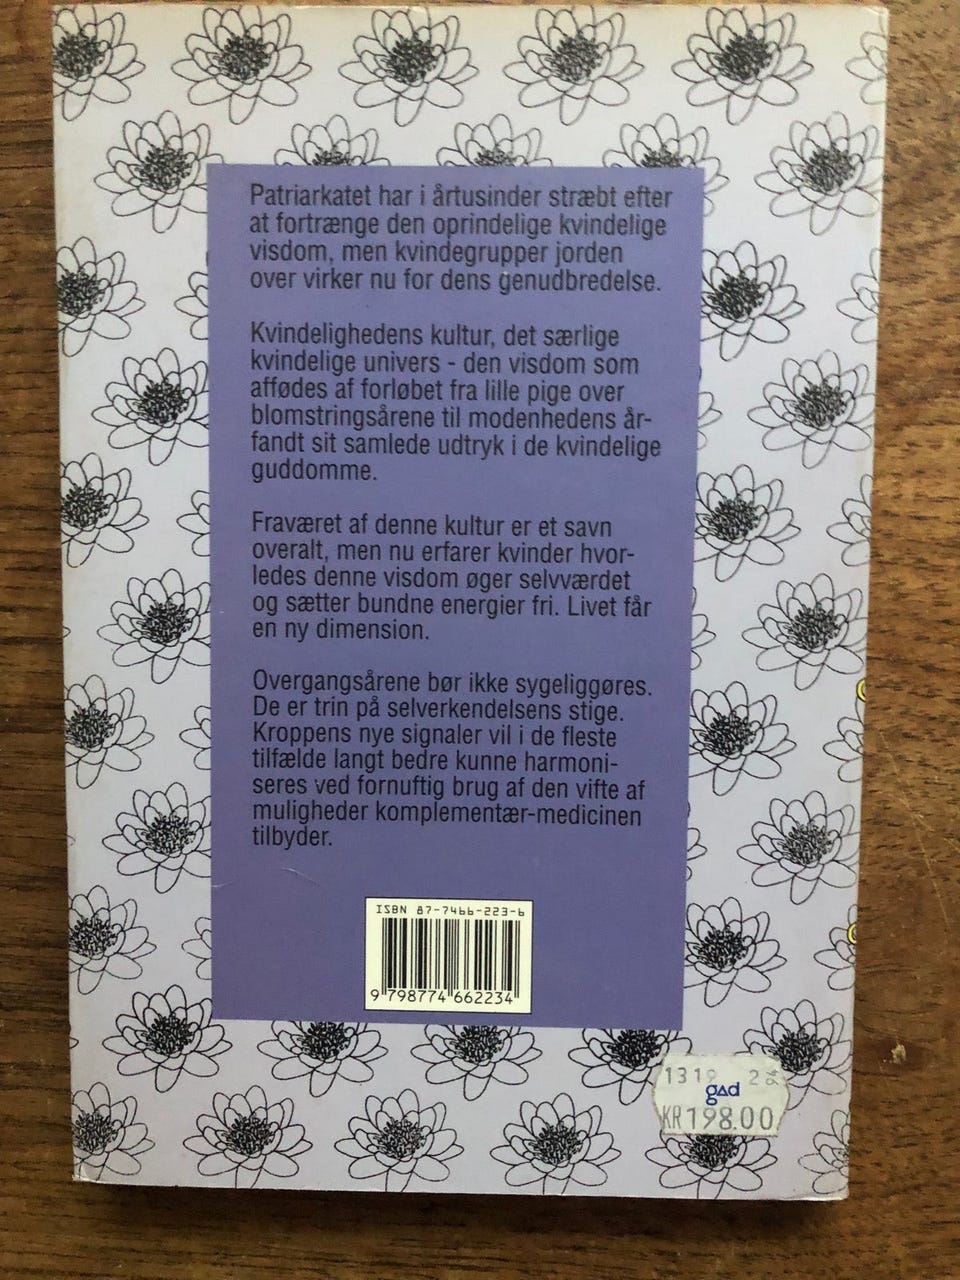 Patriarkatet har i årtusinder stræbt efter
at fortrænge den oprindelige kvindelige
visdom, men kvindegrupper jorden
over virker nu for dens genudbredelse.
Kvindelighedens kultur, det særlige
kvindelige univers - den visdom som
affødes af forløbet fra lille pige over
blomstringsårene til modenhedens år-
fandt sit samlede udtryk i de kvindelige
guddomme.
Fraværet af denne kultur er et savn
overalt, men nu erfarer kvinder hvor-
ledes denne visdom øger selvværdet
og sætter bundne energier fri. Livet får
en ny dimension.
Overgangsårene bør ikke sygeliggøres.
De er trin på selverkendelsens stige.
Kroppens nye signaler vil i de fleste
tilfælde langt bedre kunne harmoni-
seres ved fornuftig brug af den vifte af
muligheder komplementær-medicinen
tilbyder.
ISBN 87-7466-223-6
9 798774 662234
1319 2
gad
KR 198.00